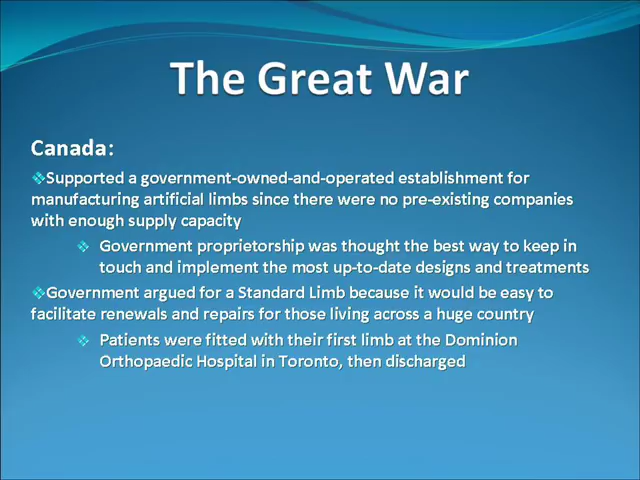 The Great War
Canada:
❖Supported a government-owned-and-operated establishment for
manufacturing artificial limbs since there were no pre-existing companies
with enough supply capacity
❖ Government proprietorship was thought the best way to keep in
touch and implement the most up-to-date designs and treatments
❖Government argued for a Standard Limb because it would be easy to
facilitate renewals and repairs for those living across a huge country
❖ Patients were fitted with their first limb at the Dominion
Orthopaedic Hospital in Toronto, then discharged